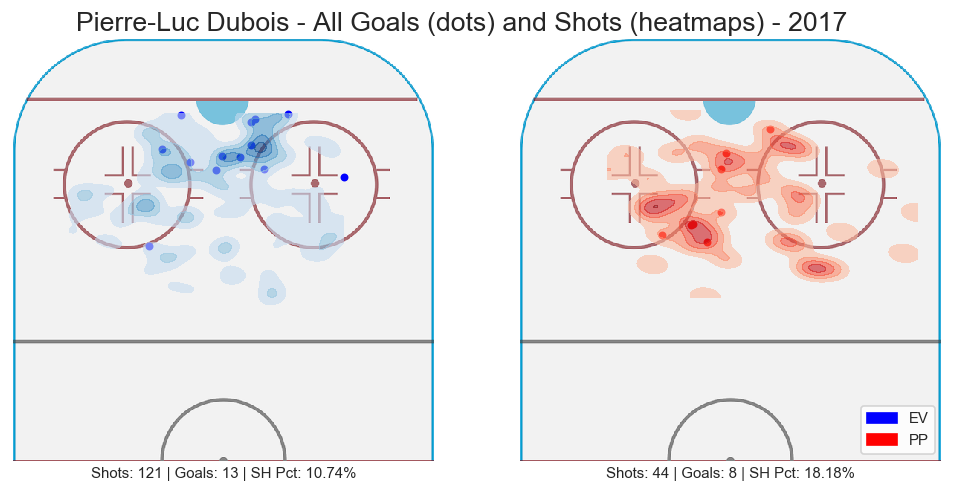 Pierre-Luc Dubois - All Goals (dots) and Shots (heatmaps) - 2017
EV
PP
Shots: 121 | Goals: 13 | SH Pct: 10.74%
Shots: 44 | Goals: 8 | SH Pct: 18.18%